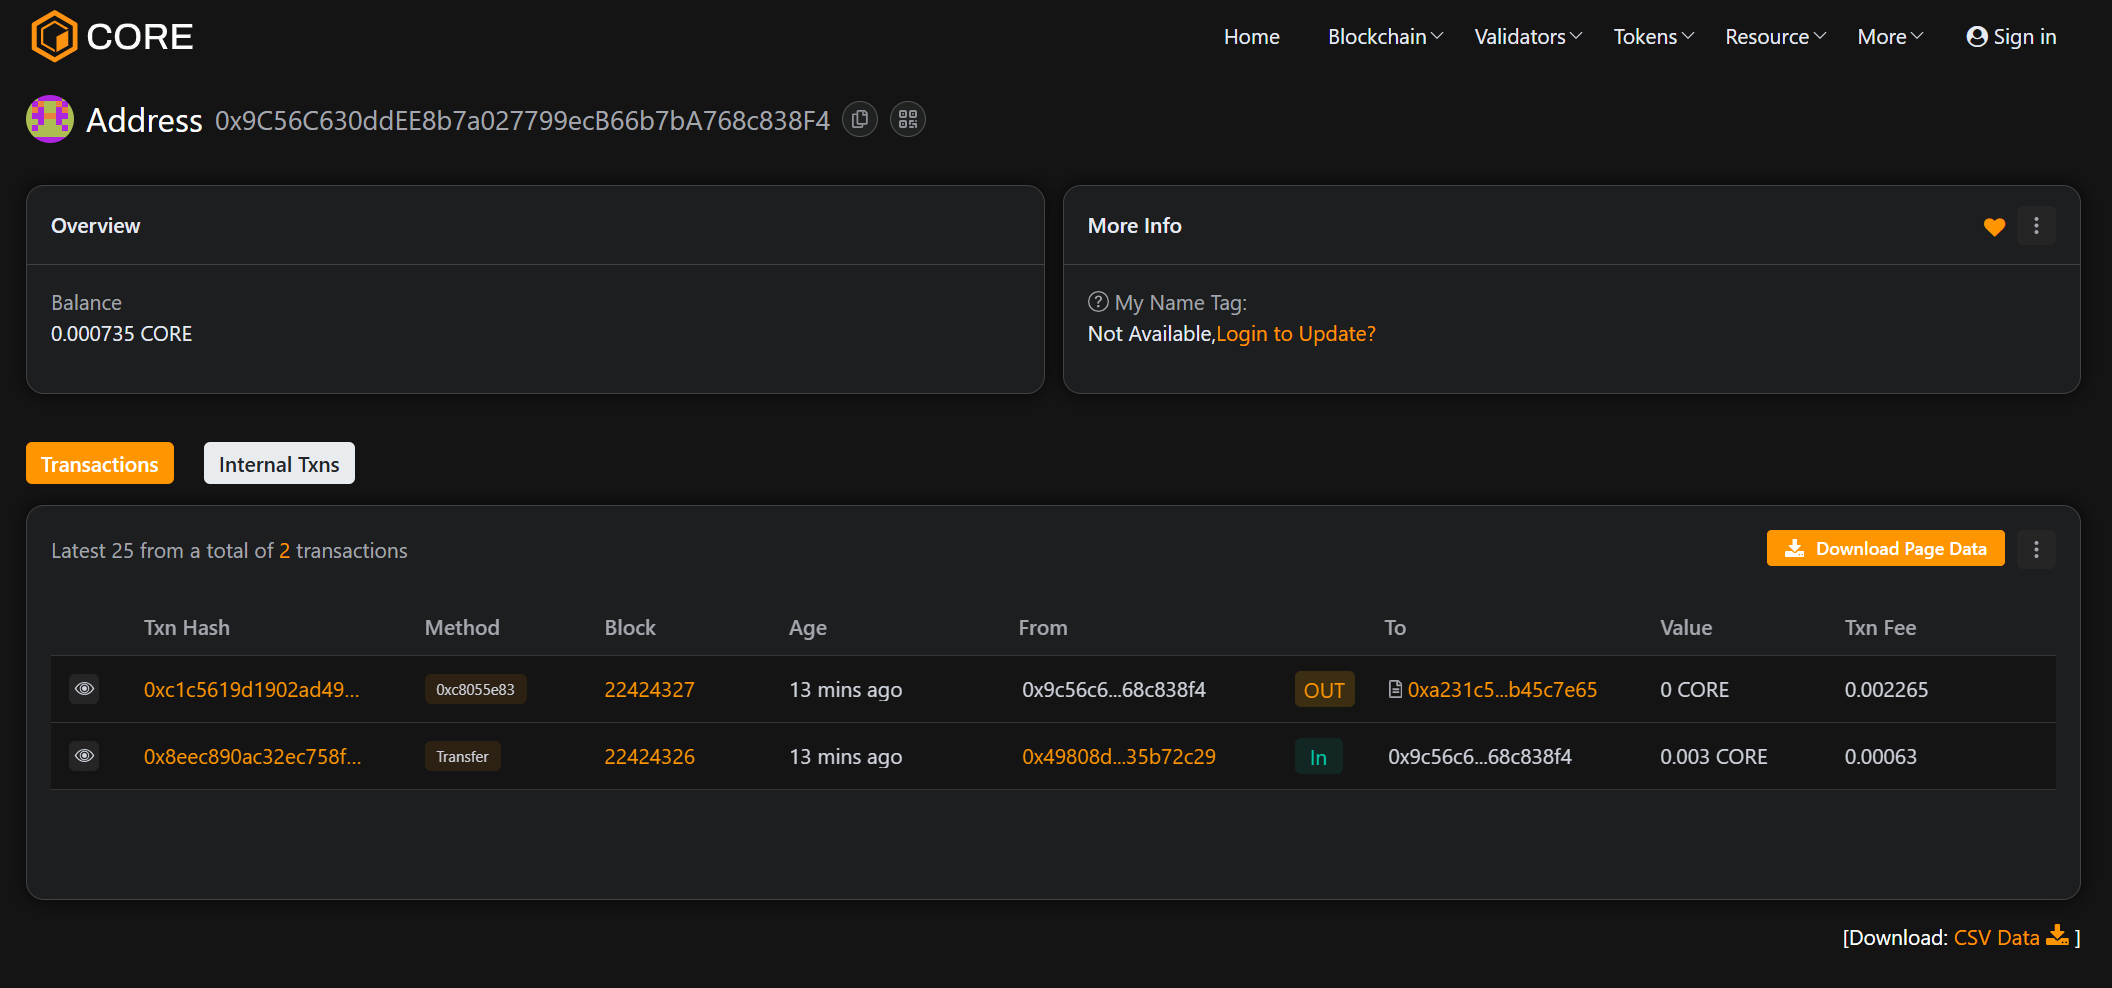 CORE
Home Blockchain Validators Tokens Resource More Sign in
Address 0x9C56C630ddEE8b7a027799ecB66b7bA768c838F4
Overview
Balance
0.000735 CORE
More Info
My Name Tag:
Not Available,Login to Update?
Transactions Internal Txns
Latest 25 from a total of 2 transactions
Download Page Data
Txn Hash Method Block Age From To Value Txn Fee
0xc1c5619d1902ad49... 0xc8055e83 22424327 13 mins ago 0x9c56c6...68c838f4 OUT 0xa231c5...b45c7e65 0 CORE 0.002265
0x8eec890ac32ec758f... Transfer 22424326 13 mins ago 0x49808d...35b72c29 In 0x9c56c6...68c838f4 0.003 CORE 0.00063
[Download: CSV Data ]